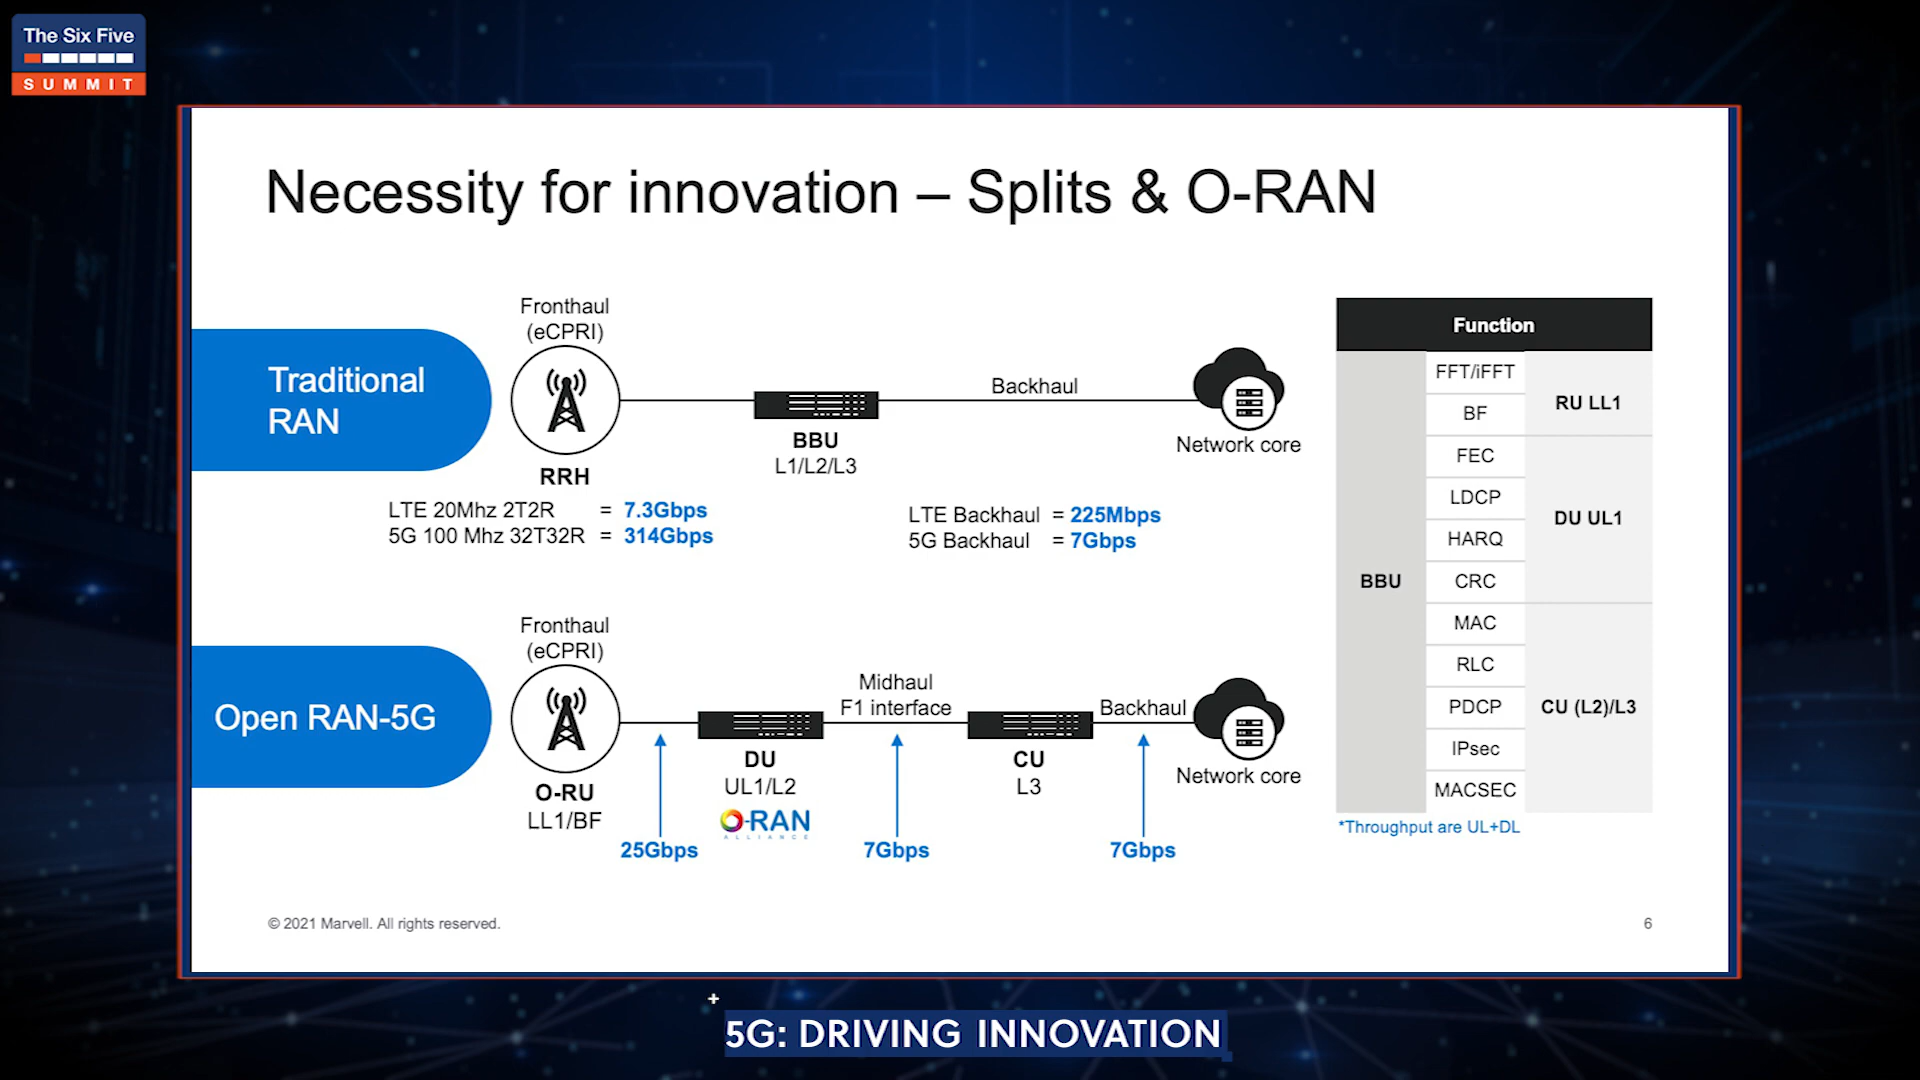 The Six Five
SUMMIT
Necessity for innovation – Splits & O-RAN
Traditional
RAN
Fronthaul
(eCPRI)
RRH
BBU
L1/L2/L3
Backhaul
Network core
LTE 20Mhz 2T2R = 7.3Gbps
5G 100 Mhz 32T32R = 314Gbps
LTE Backhaul = 225Mbps
5G Backhaul = 7Gbps
Open RAN-5G
Fronthaul
(eCPRI)
O-RU
LL1/BF
25Gbps
DU
UL1/L2
O-RAN
ALLIANCE
Midhaul
F1 interface
7Gbps
CU
L3
Backhaul
7Gbps
Network core
Function
BBU
FFT/iFFT
BF
RU LL1
FEC
LDCP
HARQ
CRC
DU UL1
MAC
RLC
PDCP
IPsec
MACSEC
CU (L2)/L3
*Throughput are UL+DL
© 2021 Marvell. All rights reserved.
6
5G: DRIVING INNOVATION